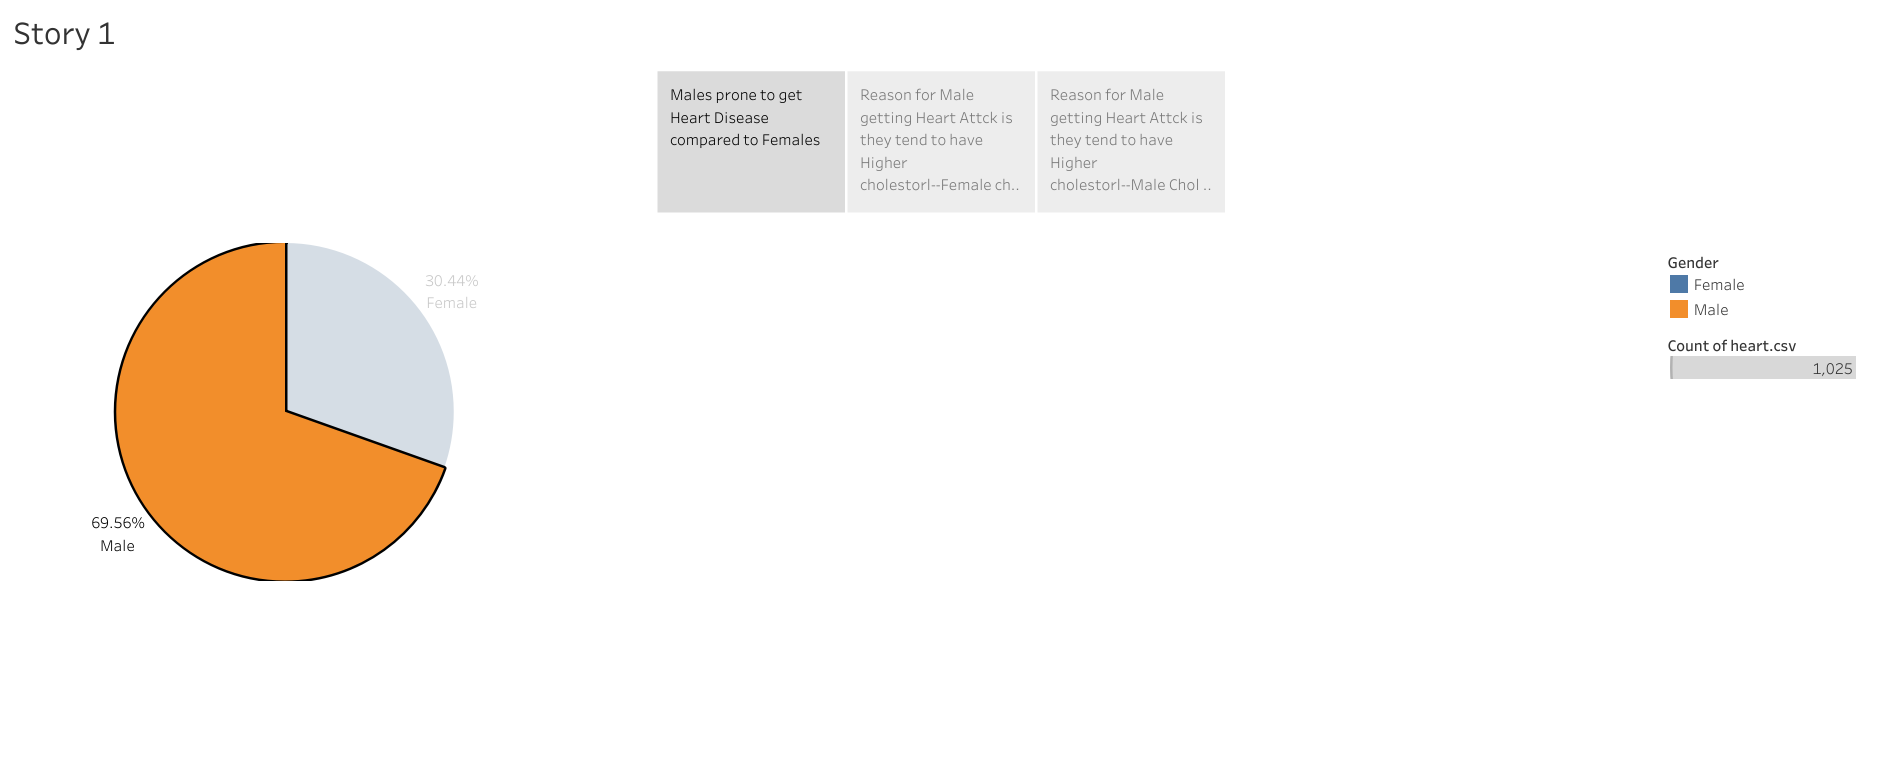 Story 1
Males prone to get
Heart Disease
compared to Females
Reason for Male
getting Heart Attck is
they tend to have
Higher
cholestorl--Female ch..
Reason for Male
getting Heart Attck is
they tend to have
Higher
cholestorl--Male Chol ..
30.44%
Female
69.56%
Male
Gender
Female
Male
Count of heart.csv
1,025